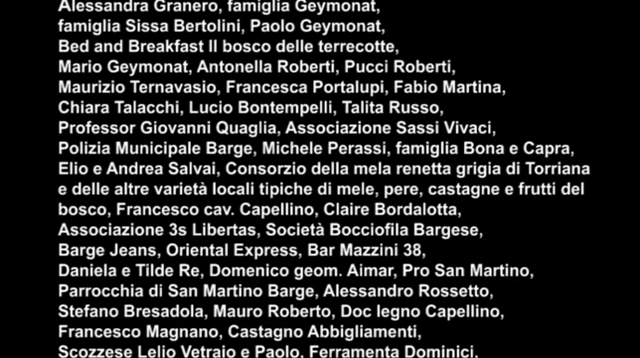 Alessandra Granero, famiglia Geymonat,
famiglia Sissa Bertolini, Paolo Geymonat,
Bed and Breakfast Il bosco delle terrecotte,
Mario Geymonat, Antonella Roberti, Pucci Roberti,
Maurizio Ternavasio, Francesca Portalupi, Fabio Martina,
Chiara Talacchi, Lucio Bontempelli, Talita Russo,
Professor Giovanni Quaglia, Associazione Sassi Vivaci,
Polizia Municipale Barge, Michele Perassi, famiglia Bona e Capra,
Elio e Andrea Salvai, Consorzio della mela renetta grigia di Torriana
e delle altre varietà locali tipiche di mele, pere, castagne e frutti del
bosco, Francesco cav. Capellino, Claire Bordalotta,
Associazione 3s Libertas, Società Bocciofila Bargese,
Barge Jeans, Oriental Express, Bar Mazzini 38,
Daniela e Tilde Re, Domenico geom. Aimar, Pro San Martino,
Parrocchia di San Martino Barge, Alessandro Rossetto,
Stefano Bresadola, Mauro Roberto, Doc legno Capellino,
Francesco Magnano, Castagno Abbigliamenti,
Scozzese Lelio Vetraio e Paolo, Ferramenta Dominici,